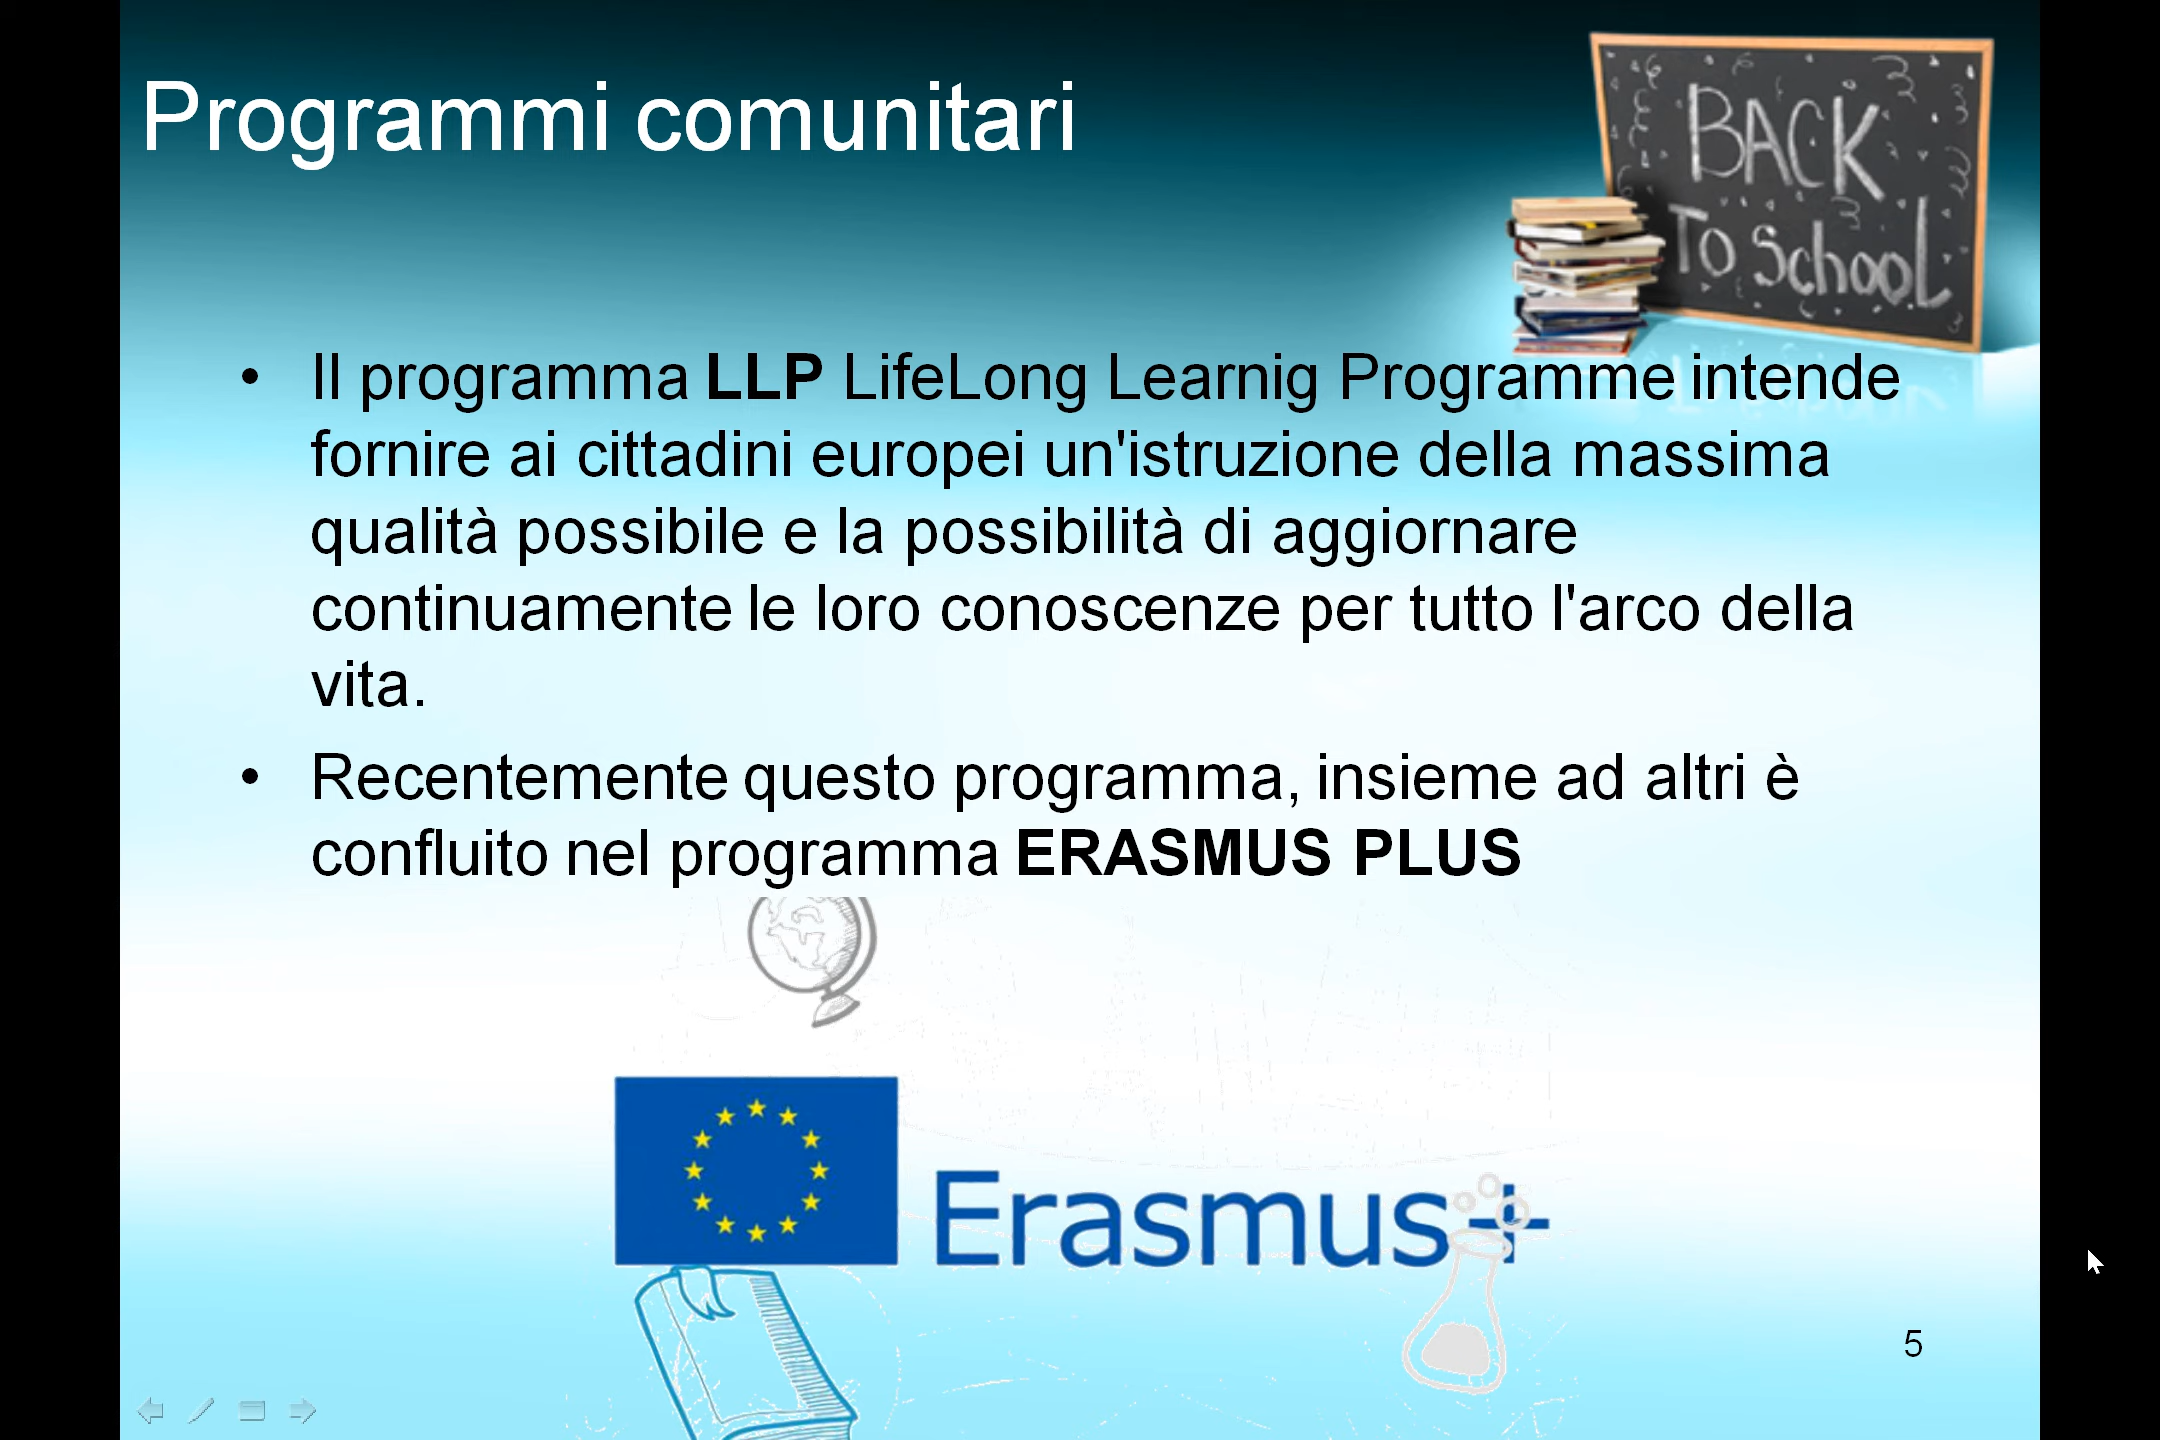 Programmi comunitari
BACK
To School
• Il programma LLP LifeLong Learnig Programme intende
fornire ai cittadini europei un'istruzione della massima
qualità possibile e la possibilità di aggiornare
continuamente le loro conoscenze per tutto l'arco della
vita.
• Recentemente questo programma, insieme ad altri è
confluito nel programma ERASMUS PLUS
Erasmus+
5